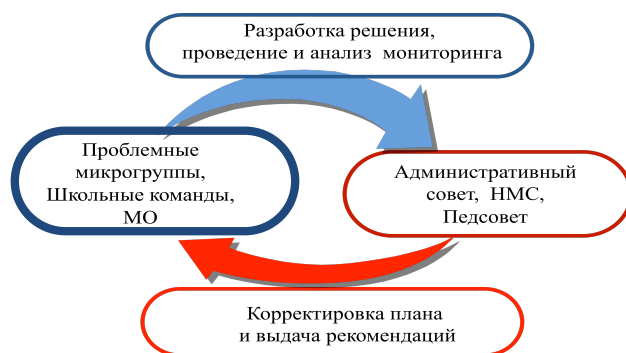 Разработка решения,
проведение и анализ мониторинга
Проблемные
микрогруппы,
Школьные команды,
МО
Административный
совет, НМС,
Педсовет
Корректировка плана
и выдача рекомендаций